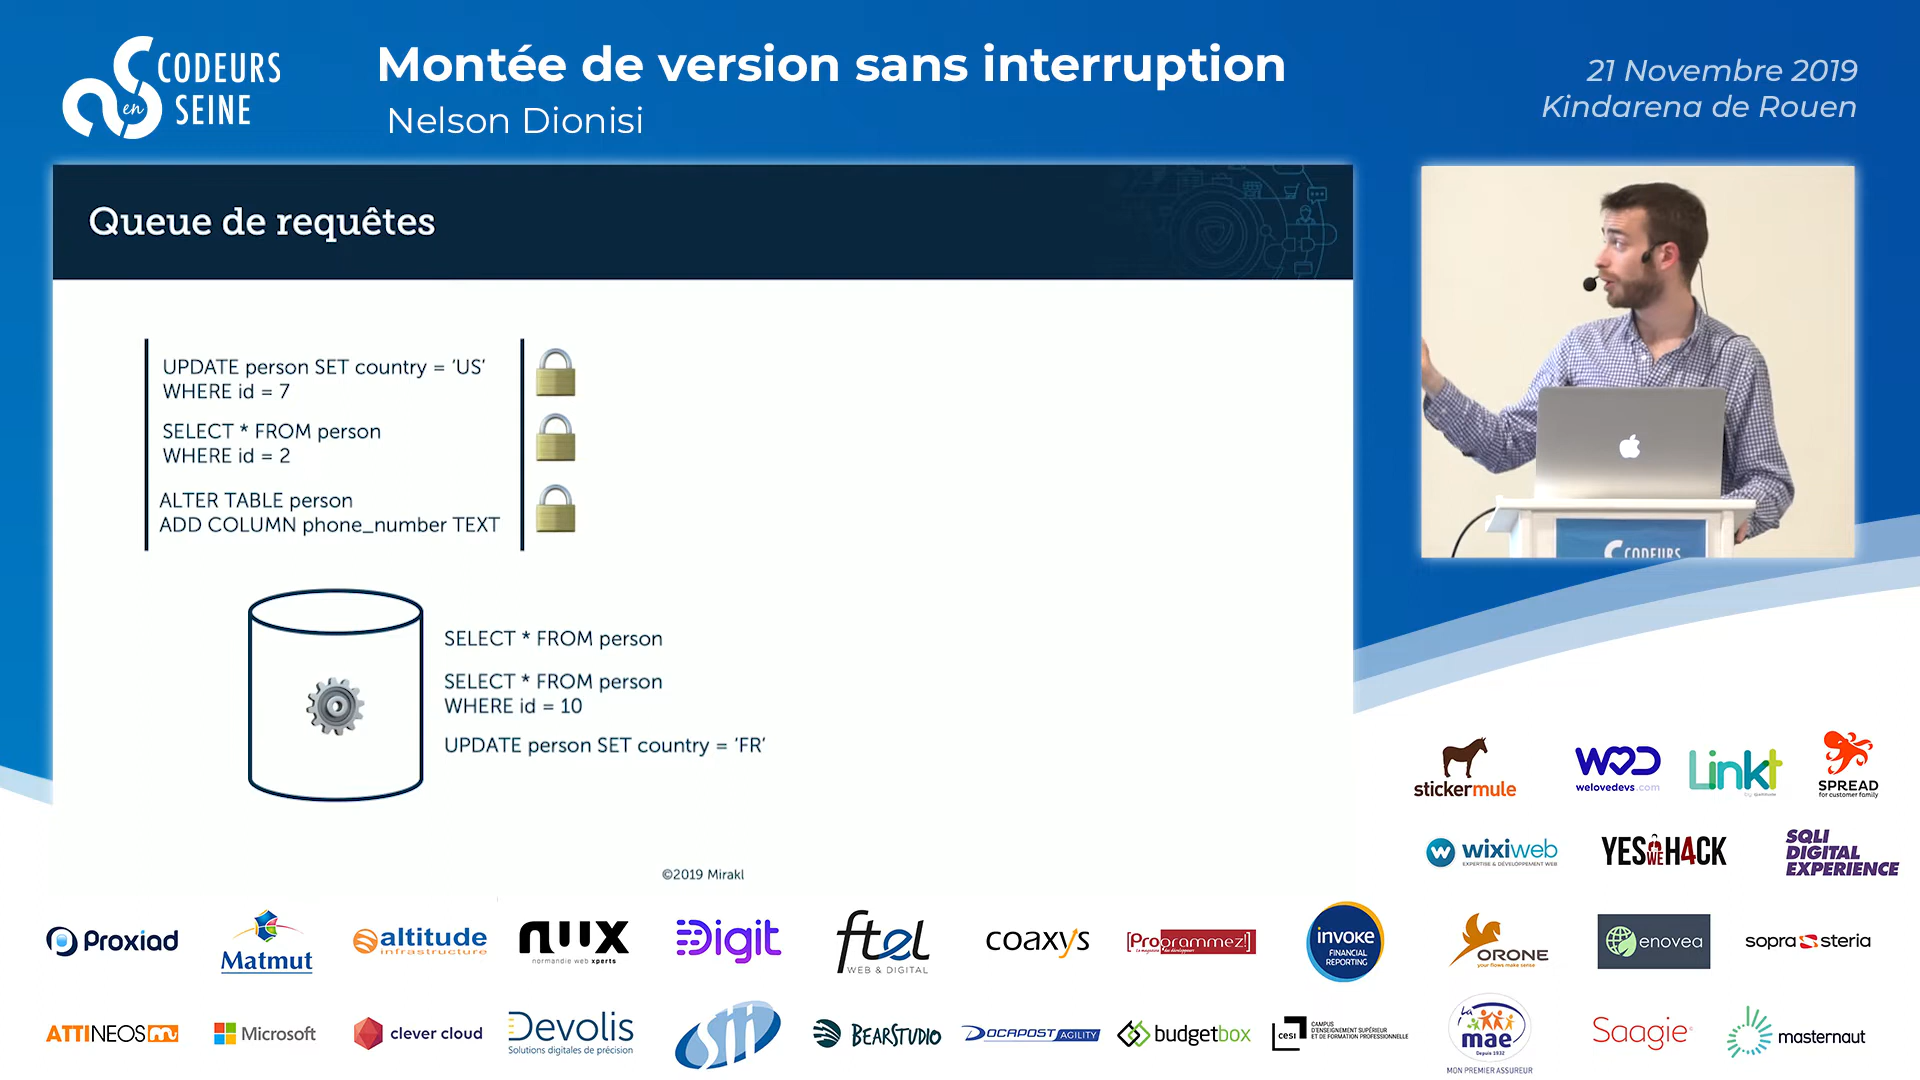 CODEURS
en
SEINE
Montée de version sans interruption
Nelson Dionisi
21 Novembre 2019
Kindarena de Rouen
Queue de requêtes
UPDATE person SET country = ‘US’
WHERE id = 7
SELECT * FROM person
WHERE id = 2
ALTER TABLE person
ADD COLUMN phone_number TEXT
SELECT * FROM person
SELECT * FROM person
WHERE id = 10
UPDATE person SET country = ‘FR’
©2019 Mirakl
CODEURS
stickermule
WD
welovedevs.com
Linkt
SPREAD
for customer family
wixiweb
EXPERTISE & DÉVELOPPEMENT WEB
YES WE H4CK
SQLI
DIGITAL
EXPERIENCE
Proxiad
Matmut
altitude
infrastructure
nwx
normandie web xperts
Digit
ftel
WEB & DIGITAL
coaxys
[Programmez!]
invoke
FINANCIAL
REPORTING
ORONE
your flows make sense
enovea
sopra steria
ATTINEOS
Microsoft
clever cloud
Devolis
Solutions digitales de précision
STI
BEARSTUDIO
DOCAPOST AGILITY
budgetbox
cesi
CAMPUS
D'ENSEIGNEMENT SUPÉRIEUR
ET DE FORMATION PROFESSIONNELLE
La
mae
Depuis 1932
MON PREMIER ASSUREUR
Saagie
masternaut